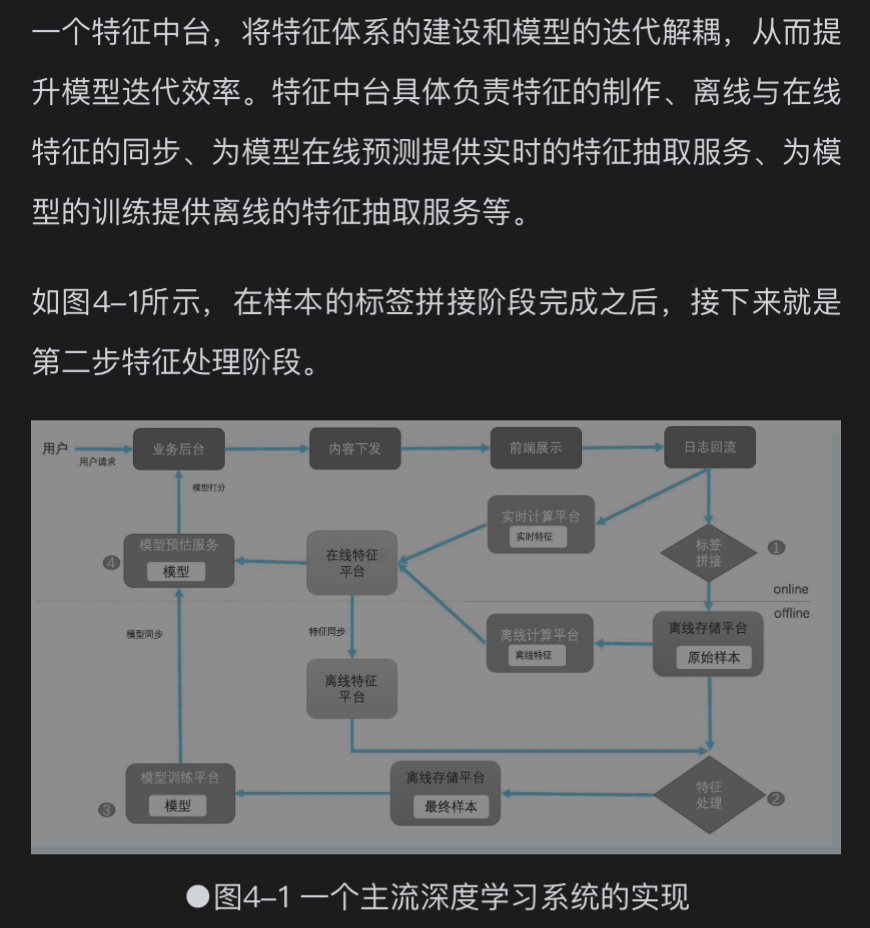 一个特征中台，将特征体系的建设和模型的迭代解耦，从而提
升模型迭代效率。特征中台具体负责特征的制作、离线与在线
特征的同步、为模型在线预测提供实时的特征抽取服务、为模
型的训练提供离线的特征抽取服务等。
如图4–1所示，在样本的标签拼接阶段完成之后，接下来就是
第二步特征处理阶段。
用户
用户请求
业务后台
内容下发
前端展示
日志回流
模型打分
实时计算平台
实时特征
标签
拼接
1
4
模型预估服务
模型
在线特征
平台
online
offline
模型同步
特征同步
离线计算平台
离线特征
离线存储平台
原始样本
离线特征
平台
模型训练平台
模型
3
离线存储平台
最终样本
特征
处理
2
●图4–1 一个主流深度学习系统的实现